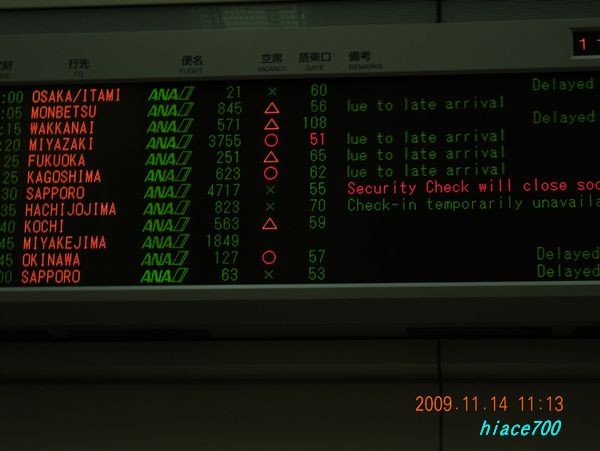 刻 行先 便名 空席 搭乗口 備考
TO FLIGHT VACANCY GATE REMARKS
:00 OSAKA/ITAMI ANA 21 × 60 Delayed
:05 MONBETSU ANA 845 △ 56 lue to late arrival
:15 WAKKANAI ANA 571 △ 108 Delayed
:20 MIYAZAKI ANA 3755 ○ 51 lue to late arrival
:25 FUKUOKA ANA 251 △ 65 lue to late arrival
:25 KAGOSHIMA ANA 623 ○ 62 lue to late arrival
30 SAPPORO ANA 4717 × 55 Security Check will close soo
35 HACHIJOJIMA ANA 823 × 70 Check-in temporarily unavaila
40 KOCHI ANA 563 △ 59
45 MIYAKEJIMA ANA 1849
45 OKINAWA ANA 127 ○ 57 Delayed
00 SAPPORO ANA 63 × 53 Delayed
2009.11.14 11:13
hiace700